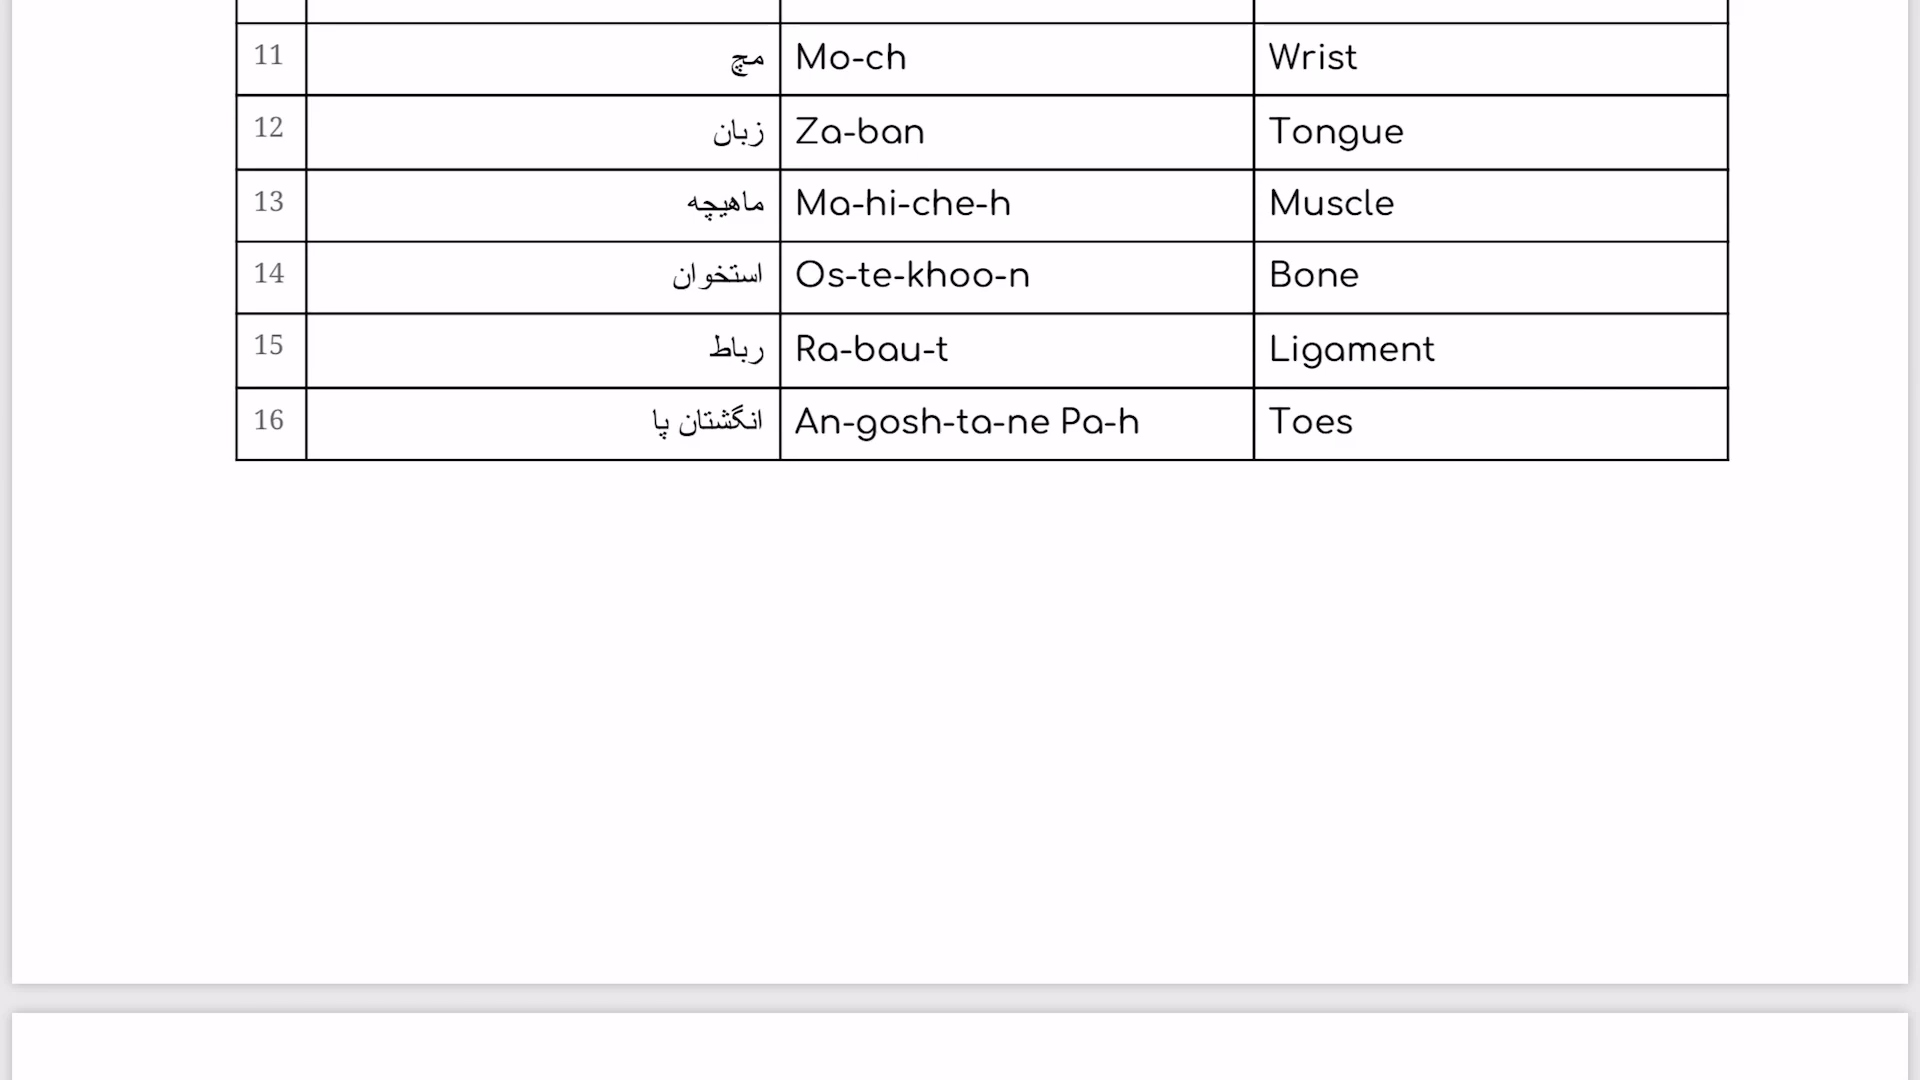 11 مچ Mo-ch Wrist
12 زبان Za-ban Tongue
13 ماهیچه Ma-hi-che-h Muscle
14 استخوان Os-te-khoo-n Bone
15 رباط Ra-bau-t Ligament
16 انگشتان پا An-gosh-ta-ne Pa-h Toes